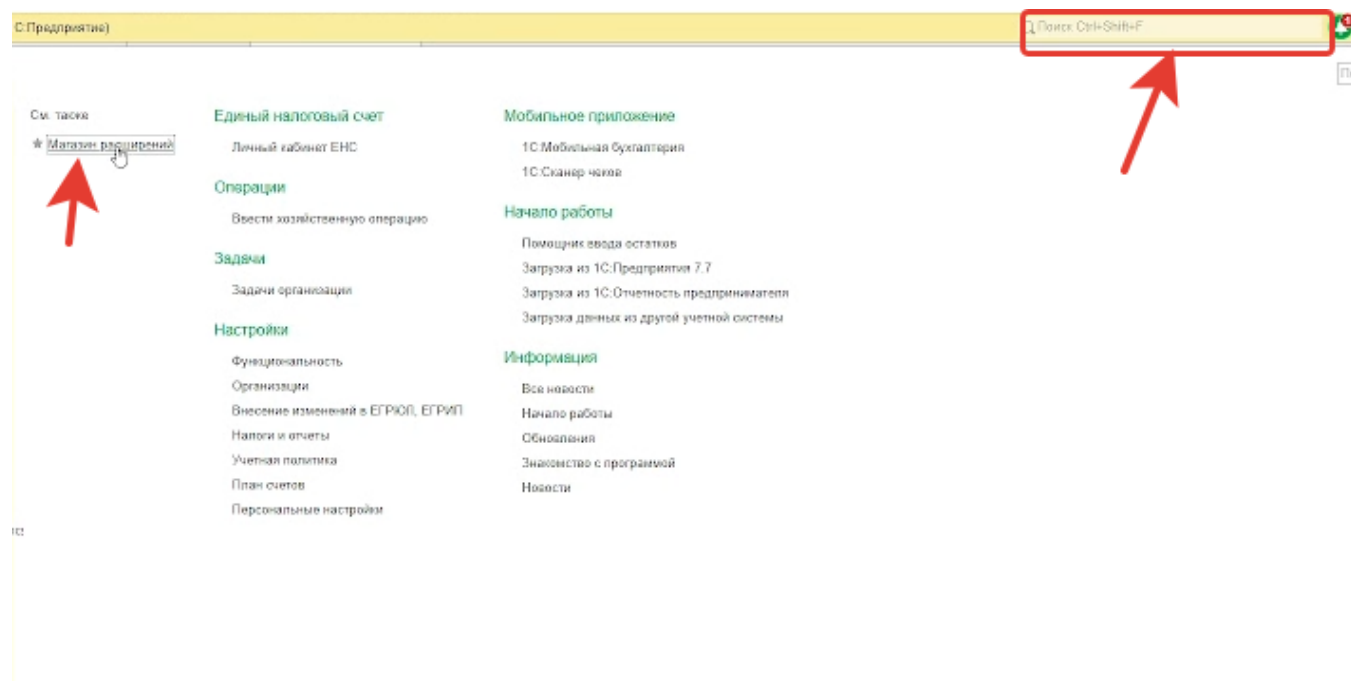 С:Предприятие)
Поиск Ctrl+Shift+F
См. также
Магазин расширений
Единый налоговый счет
Личный кабинет ЕНС
Операции
Ввести хозяйственную операцию
Задачи
Задачи организации
Настройки
Функциональность
Организации
Внесение изменений в ЕГРЮЛ, ЕГРИП
Налоги и отчеты
Учетная политика
План счетов
Персональные настройки
Мобильное приложение
1С:Мобильная бухгалтерия
1С:Сканер чеков
Начало работы
Помощник ввода остатков
Загрузка из 1С:Предприятия 7.7
Загрузка из 1С:Отчетность предпринимателя
Загрузка данных из другой учетной системы
Информация
Все новости
Начало работы
Обновления
Знакомство с программой
Новости